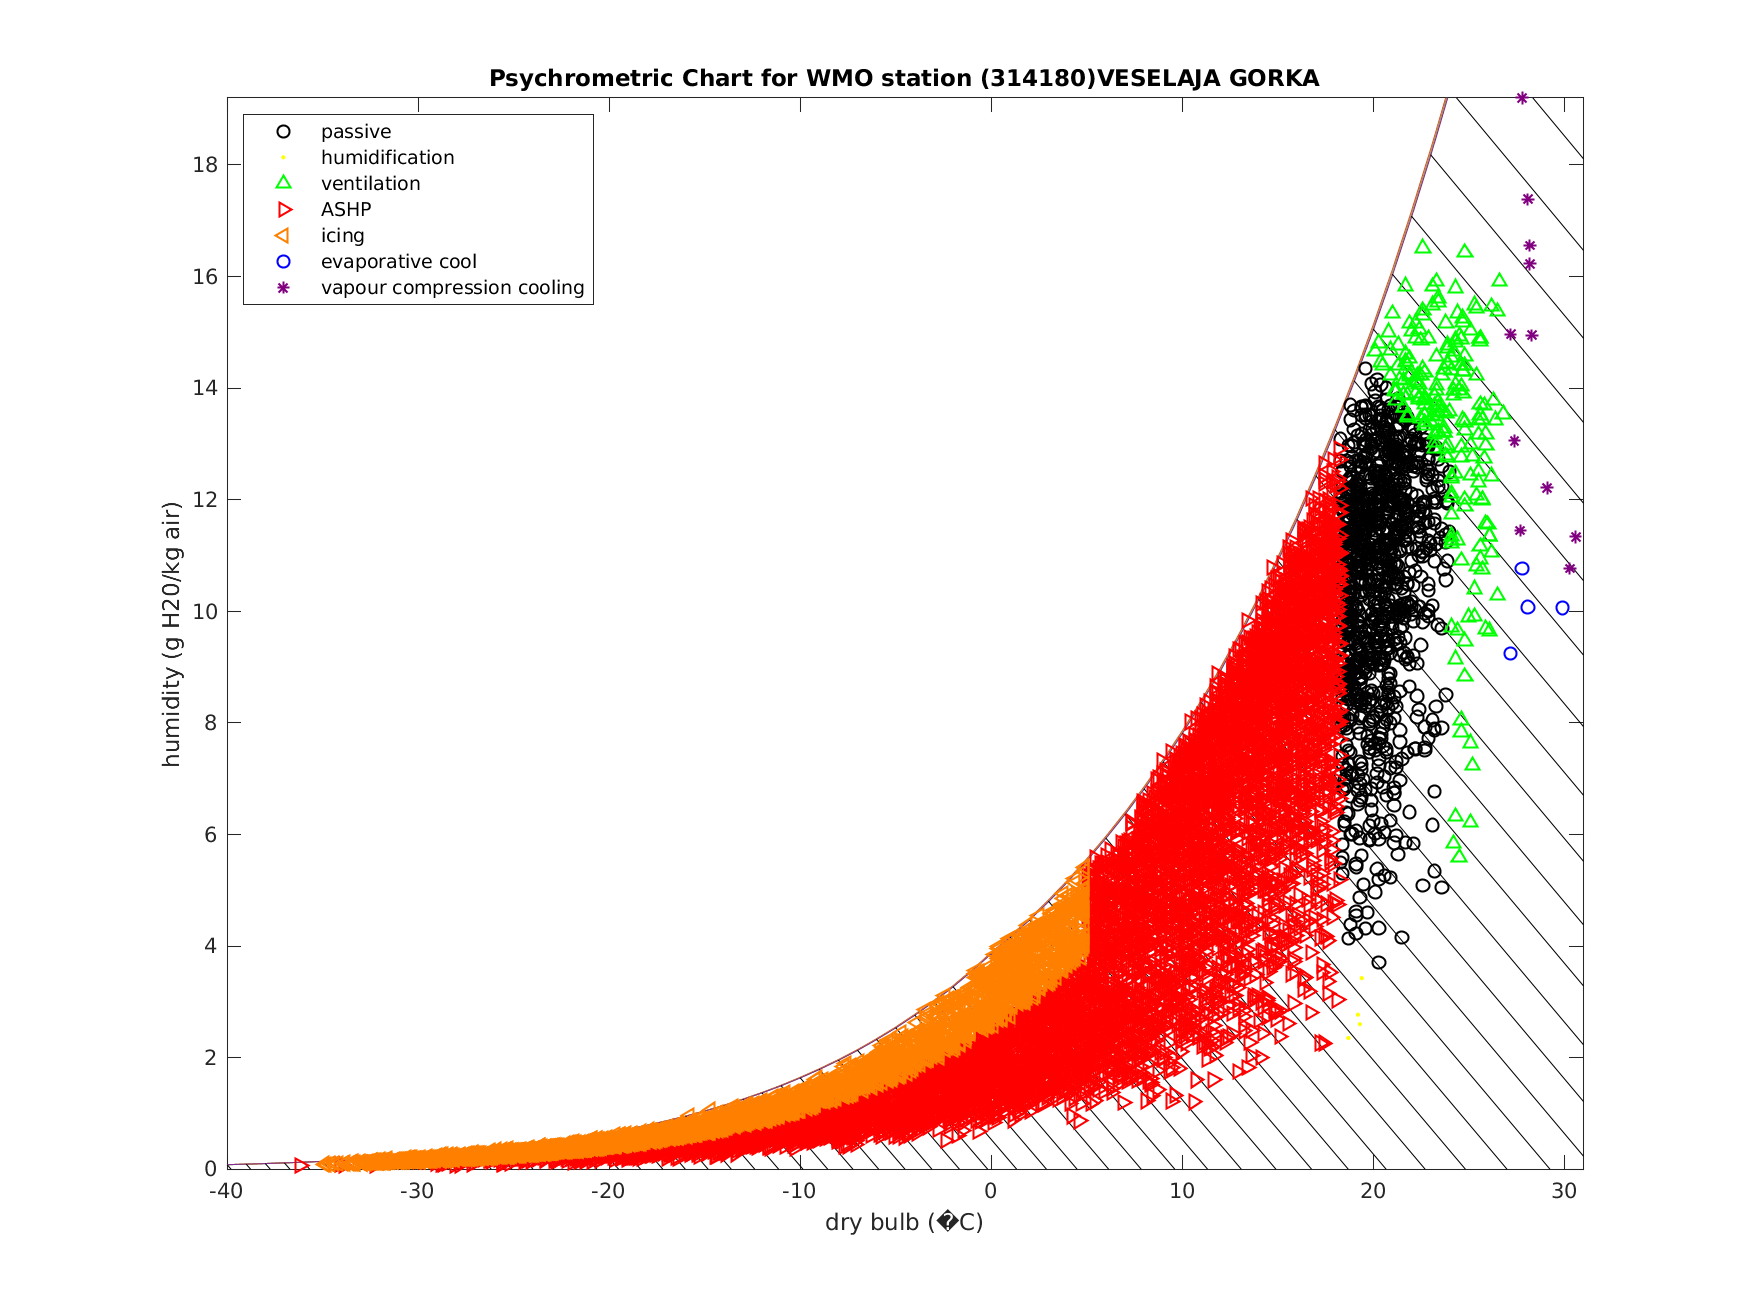 Psychrometric Chart for WMO station (314180)VESELAJA GORKA
passive
humidification
ventilation
ASHP
icing
evaporative cool
vapour compression cooling
humidity (g H20/kg air)
18
16
14
12
10
8
6
4
2
0
-40 -30 -20 -10 0 10 20 30
dry bulb (�C)